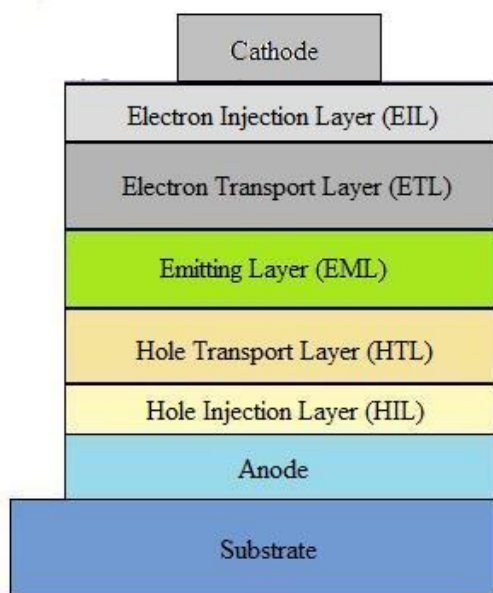 Cathode
Electron Injection Layer (EIL)
Electron Transport Layer (ETL)
Emitting Layer (EML)
Hole Transport Layer (HTL)
Hole Injection Layer (HIL)
Anode
Substrate